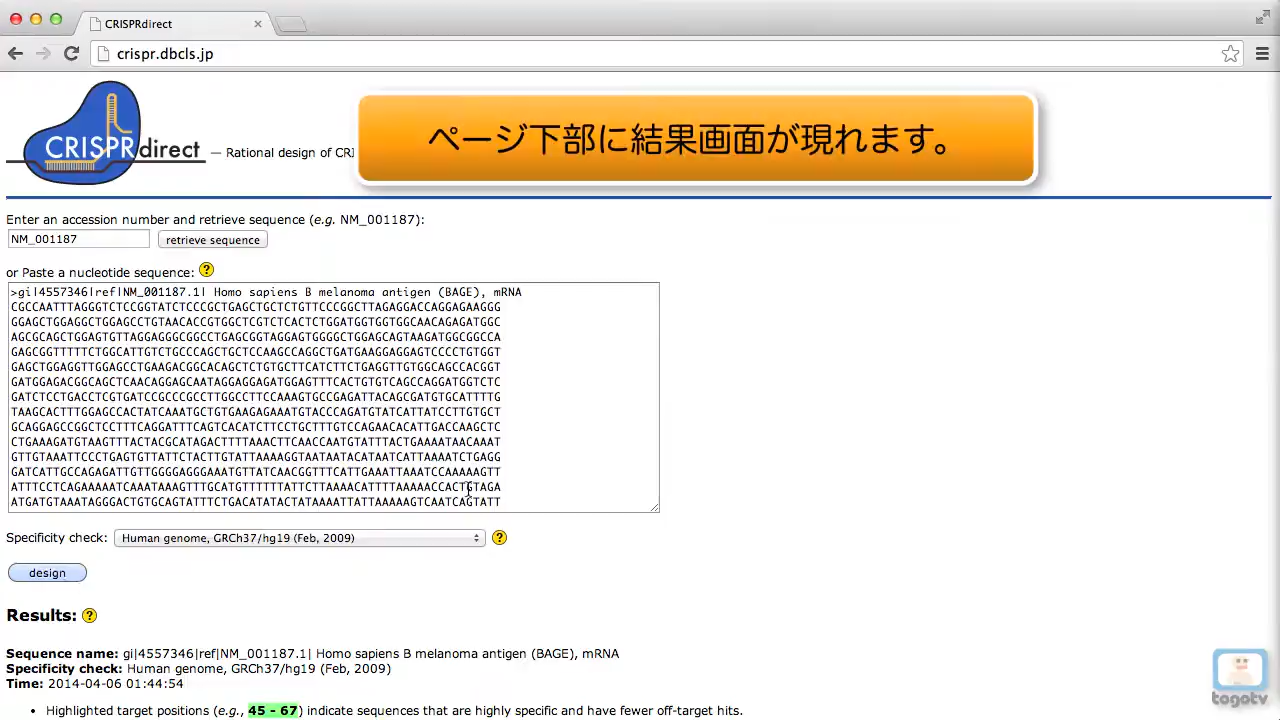 CRISPRdirect
crispr.dbcls.jp
ページ下部に結果画面が現れます。
CRISPRdirect — Rational design of CRI
Enter an accession number and retrieve sequence (e.g. NM_001187):
NM_001187 retrieve sequence
or Paste a nucleotide sequence: ?
>gi|4557346|ref|NM_001187.1| Homo sapiens B melanoma antigen (BAGE), mRNA
CGCCAATTTAGGGTCTCCGGTATCTCCCGCTGAGCTGCTCTGTTCCCGGCTTAGAGGACCAGGAGAAGGG
GGAGCTGGAGGCTGGAGCCTGTAACACCGTGGCTCGTCTCACTCTGGATGGTGGTGGCAACAGAGATGGC
AGCGCAGCTGGAGTGTTAGGAGGGCGGCCTGAGCGGTAGGAGTGGGGCTGGAGCAGTAAGATGGCGGCCA
GAGCGGTTTTTCTGGCATTGTCTGCCCAGCTGCTCCAAGCCAGGCTGATGAAGGAGGAGTCCCCTGTGGT
GAGCTGGAGGTTGGAGCCTGAAGACGGCACAGCTCTGTGCTTCATCTTCTGAGGTTGTGGCAGCCACGGT
GATGGAGACGGCAGCTCAACAGGAGCAATAGGAGGAGATGGAGTTTCACTGTGTCAGCCAGGATGGTCTC
GATCTCCTGACCTCGTGATCCGCCCGCCTTGGCCTTCCAAAGTGCCGAGATTACAGCGATGTGCATTTTG
TAAGCACTTTGGAGCCACTATCAAATGCTGTGAAGAGAAATGTACCCAGATGTATCATTATCCTTGTGCT
GCAGGAGCCGGCTCCTTTCAGGATTTCAGTCACATCTTCCTGCTTTGTCCAGAACACATTGACCAAGCTC
CTGAAAGATGTAAGTTTACTACGCATAGACTTTTAAACTTCAACCAATGTATTTACTGAAAATAACAAAT
GTTGTAAATTCCCTGAGTGTTATTCTACTTGTATTAAAAGGTAATAATACATAATCATTAAAATCTGAGG
GATCATTGCCAGAGATTGTTGGGGAGGGAAATGTTATCAACGGTTTCATTGAAATTAAATCCAAAAAGTT
ATTTCCTCAGAAAAATCAAATAAAGTTTGCATGTTTTTTATTCTTAAAACATTTTAAAAACCACTGTAGA
ATGATGTAAATAGGGACTGTGCAGTATTTCTGACATATACTATAAAATTATTAAAAAGTCAATCAGTATT
Specificity check: Human genome, GRCh37/hg19 (Feb, 2009) ?
design
Results: ?
Sequence name: gi|4557346|ref|NM_001187.1| Homo sapiens B melanoma antigen (BAGE), mRNA
Specificity check: Human genome, GRCh37/hg19 (Feb, 2009)
Time: 2014-04-06 01:44:54
• Highlighted target positions (e.g., 45 - 67) indicate sequences that are highly specific and have fewer off-target hits.
togotv